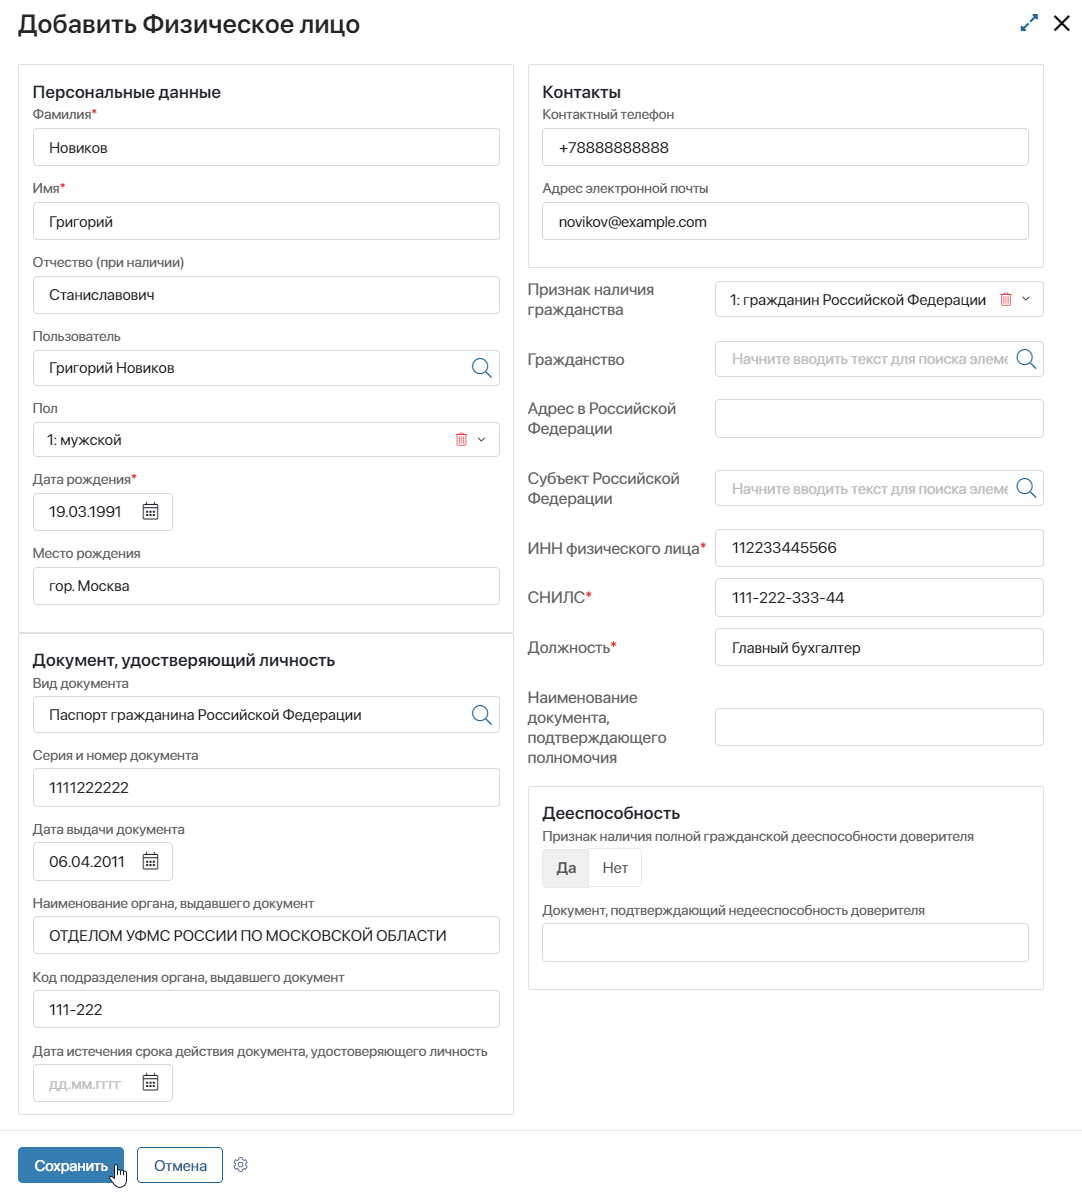 Добавить Физическое лицо
Персональные данные
Фамилия*
Новиков
Имя*
Григорий
Отчество (при наличии)
Станиславович
Пользователь
Григорий Новиков
Пол
1: мужской
Дата рождения*
19.03.1991
Место рождения
гор. Москва
Документ, удостверяющий личность
Вид документа
Паспорт гражданина Российской Федерации
Серия и номер документа
1111222222
Дата выдачи документа
06.04.2011
Наименование органа, выдавшего документ
ОТДЕЛОМ УФМС РОССИИ ПО МОСКОВСКОЙ ОБЛАСТИ
Код подразделения органа, выдавшего документ
111-222
Дата истечения срока действия документа, удостоверяющего личность
дд.мм.гггг
Контакты
Контактный телефон
+78888888888
Адрес электронной почты
novikov@example.com
Признак наличия
гражданства
1: гражданин Российской Федерации
Гражданство
Начните вводить текст для поиска элеме
Адрес в Российской
Федерации
Субъект Российской
Федерации
Начните вводить текст для поиска элеме
ИНН физического лица*
112233445566
СНИЛС*
111-222-333-44
Должность*
Главный бухгалтер
Наименование
документа,
подтверждающего
полномочия
Дееспособность
Признак наличия полной гражданской дееспособности доверителя
Да
Нет
Документ, подтверждающий недееспособность доверителя
Сохранить
Отмена